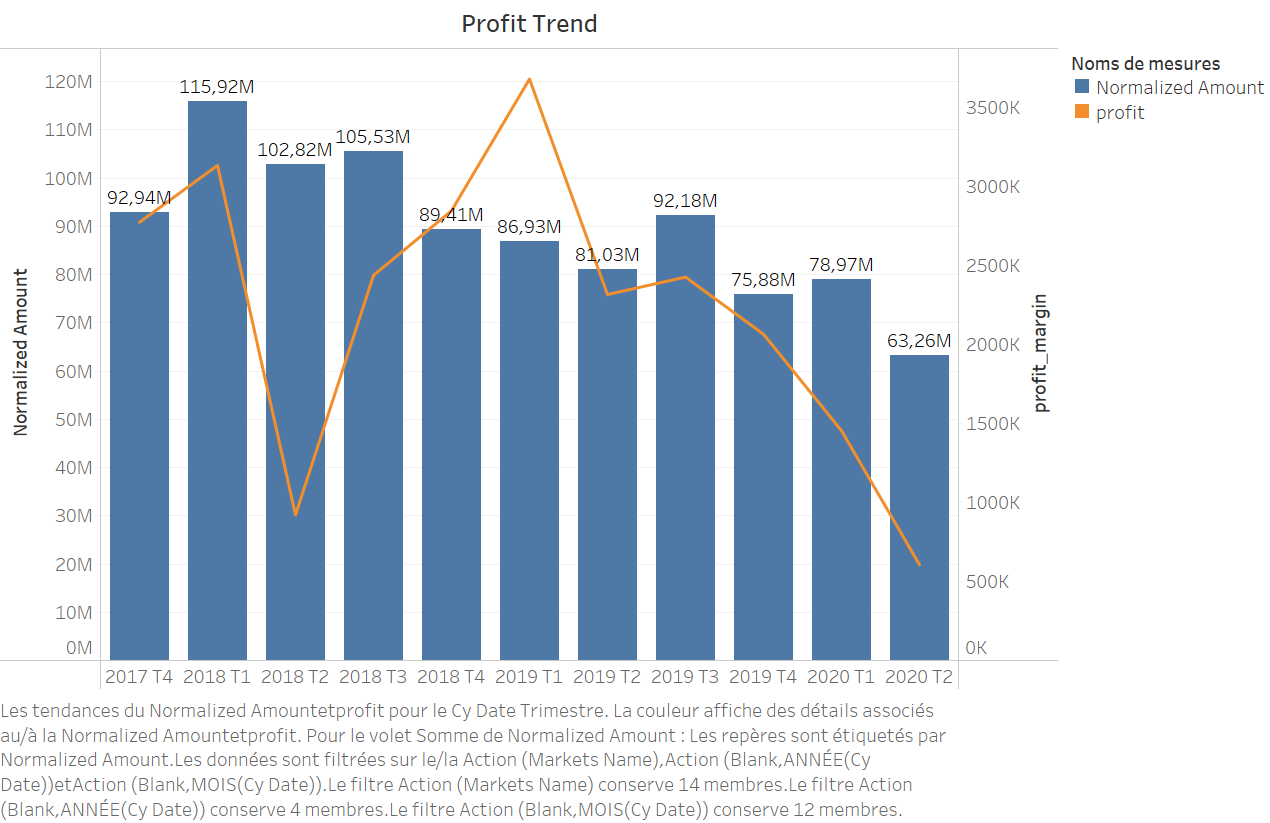 Profit Trend
Noms de mesures
Normalized Amount
profit
120M
110M
100M
90M
80M
70M
60M
50M
40M
30M
20M
10M
0M
Normalized Amount
115,92M
105,53M
102,82M
92,94M
89,41M
86,93M
81,03M
92,18M
75,88M
78,97M
63,26M
3500K
3000K
2500K
2000K
1500K
1000K
500K
0K
profit_margin
2017 T4 2018 T1 2018 T2 2018 T3 2018 T4 2019 T1 2019 T2 2019 T3 2019 T4 2020 T1 2020 T2
Les tendances du Normalized Amountetprofit pour le Cy Date Trimestre. La couleur affiche des détails associés
au/à la Normalized Amountetprofit. Pour le volet Somme de Normalized Amount : Les repères sont étiquetés par
Normalized Amount.Les données sont filtrées sur le/la Action (Markets Name),Action (Blank,ANNÉE(Cy
Date))etAction (Blank,MOIS(Cy Date)).Le filtre Action (Markets Name) conserve 14 membres.Le filtre Action
(Blank,ANNÉE(Cy Date)) conserve 4 membres.Le filtre Action (Blank,MOIS(Cy Date)) conserve 12 membres.